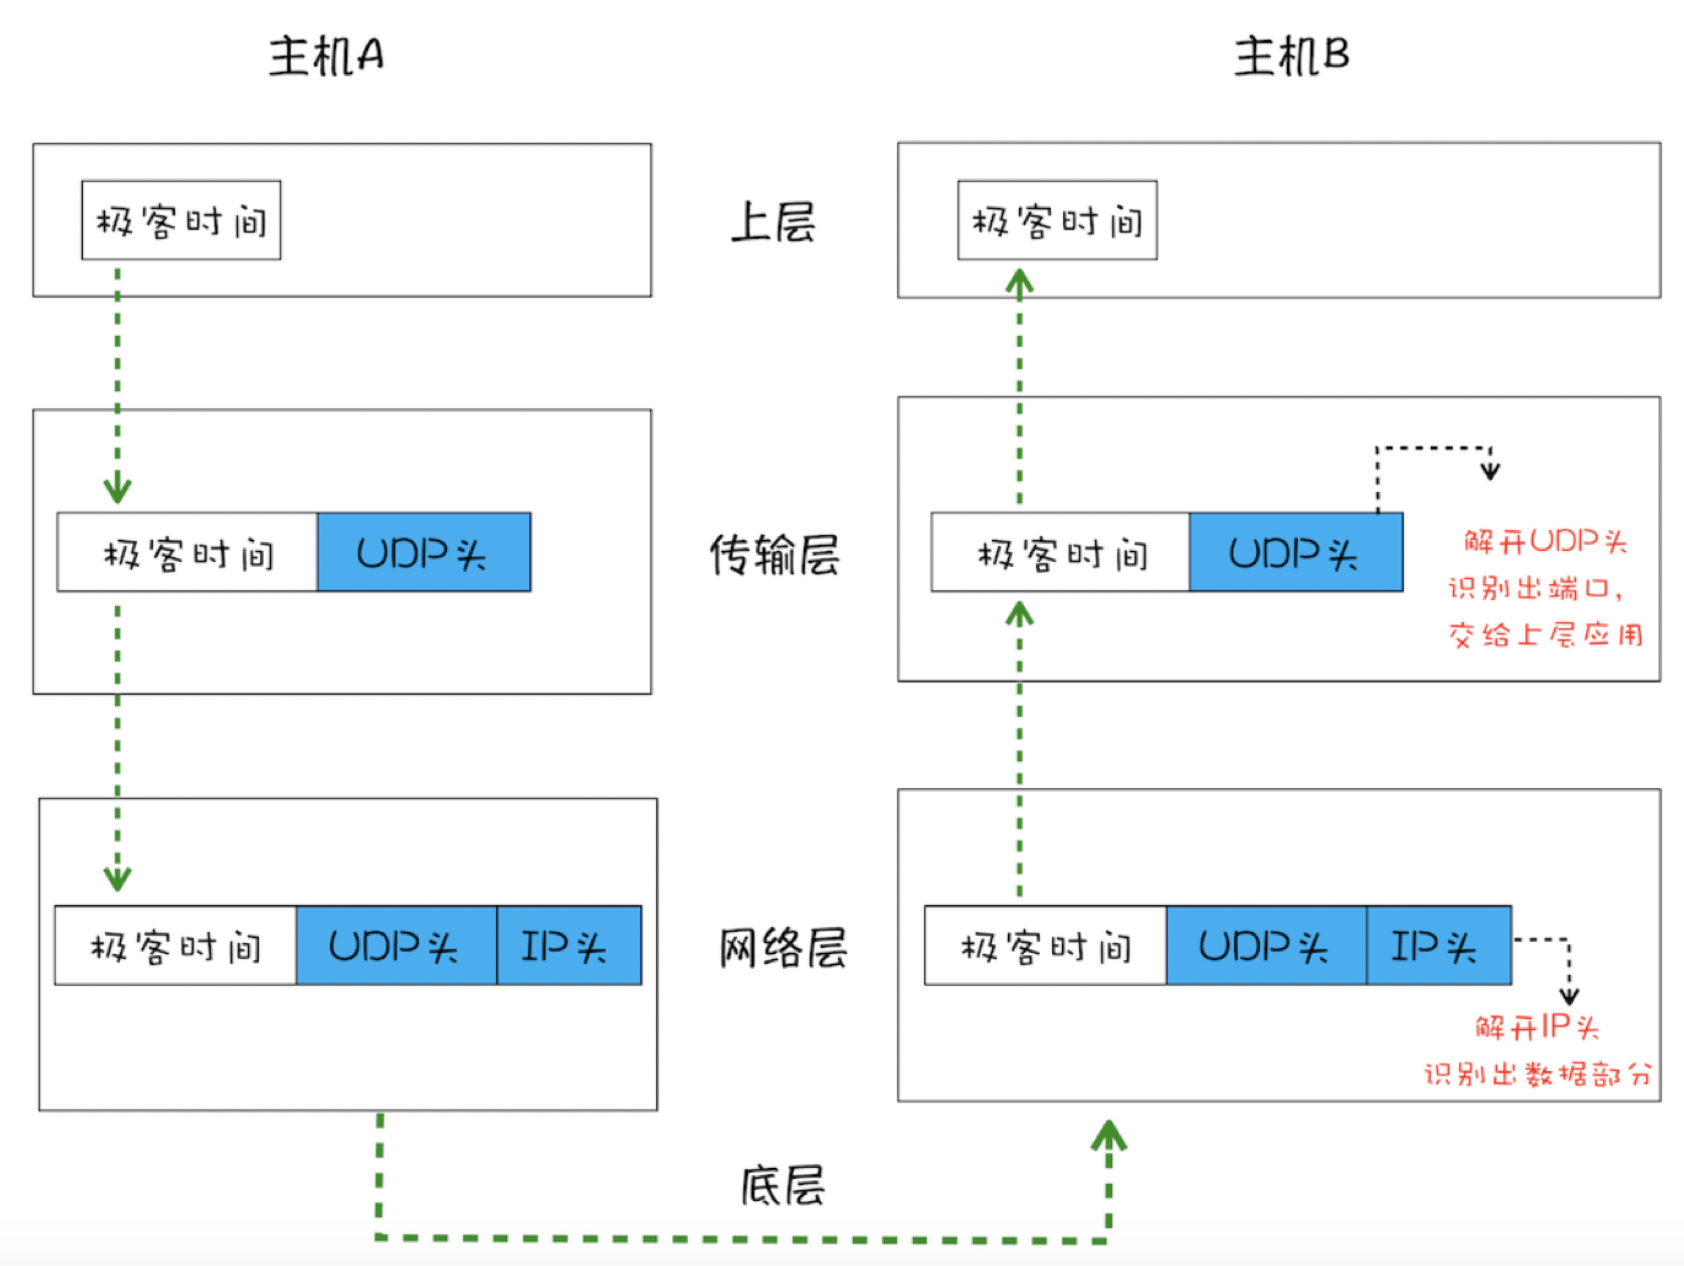 主机A
主机B
极客时间
上层
极客时间
极客时间
UDP头
传输层
极客时间
UDP头
解开UDP头
识别出端口，
交给上层应用
极客时间
UDP头
IP头
网络层
极客时间
UDP头
IP头
解开IP头
识别出数据部分
底层